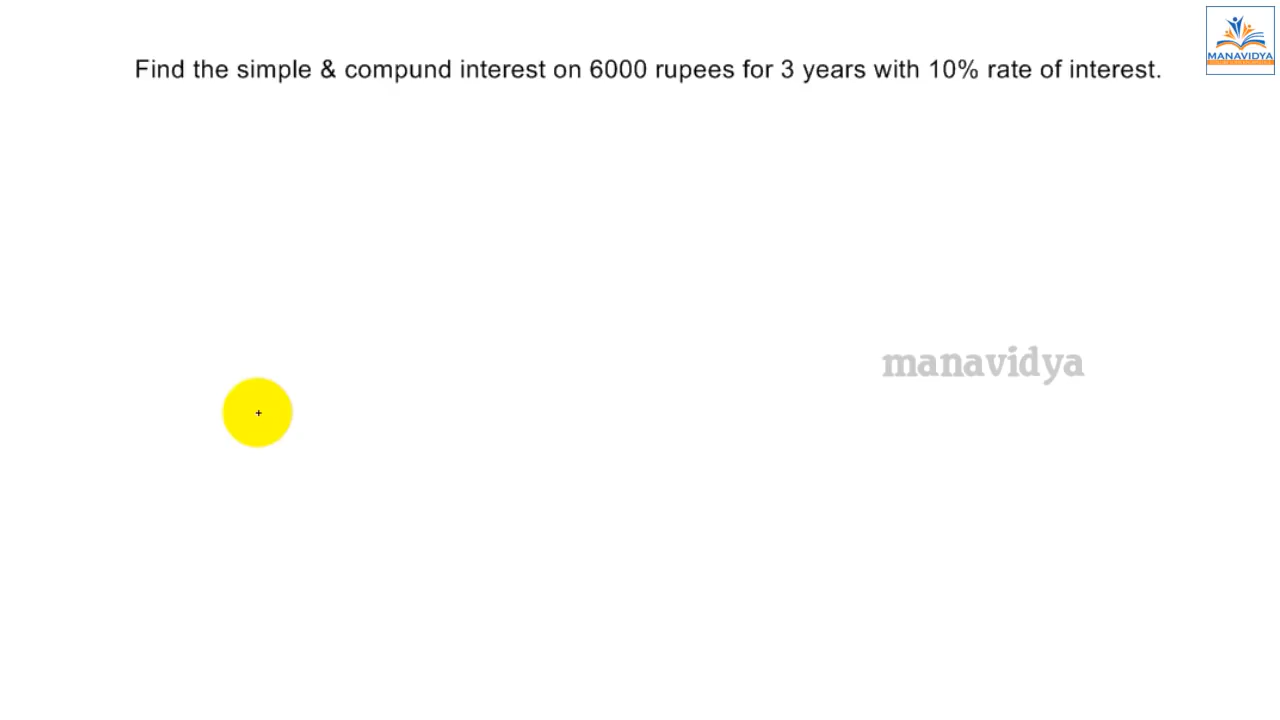 Find the simple & compund interest on 6000 rupees for 3 years with 10% rate of interest.
MANAVIDYA
manavidya